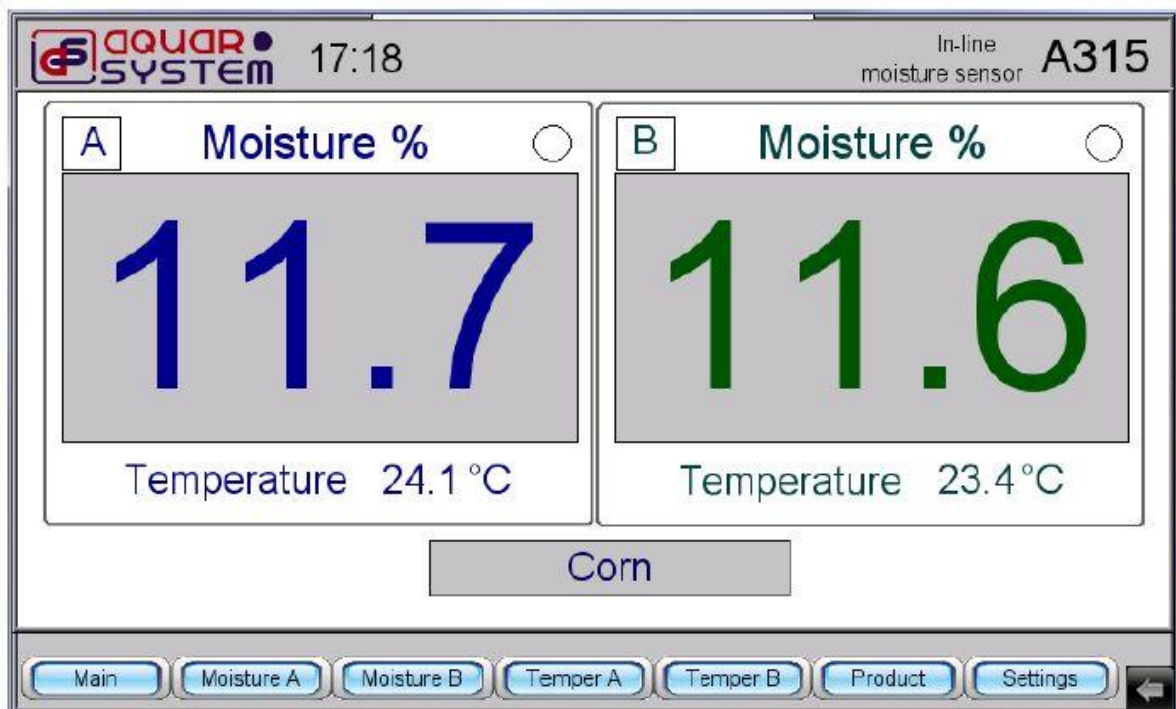 AQUAR SYSTEM
17:18
In-line moisture sensor
A315
A
Moisture %
11.7
Temperature 24.1 °C
B
Moisture %
11.6
Temperature 23.4 °C
Corn
Main
Moisture A
Moisture B
Temper A
Temper B
Product
Settings